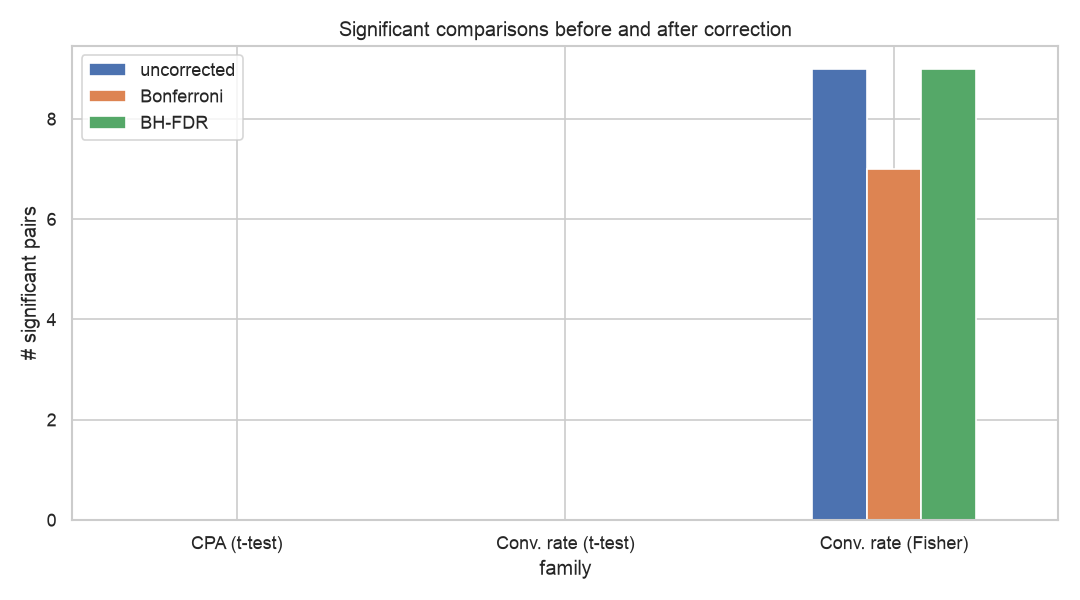 Significant comparisons before and after correction
uncorrected
Bonferroni
BH-FDR
# significant pairs
8
6
4
2
0
CPA (t-test)
Conv. rate (t-test)
Conv. rate (Fisher)
family